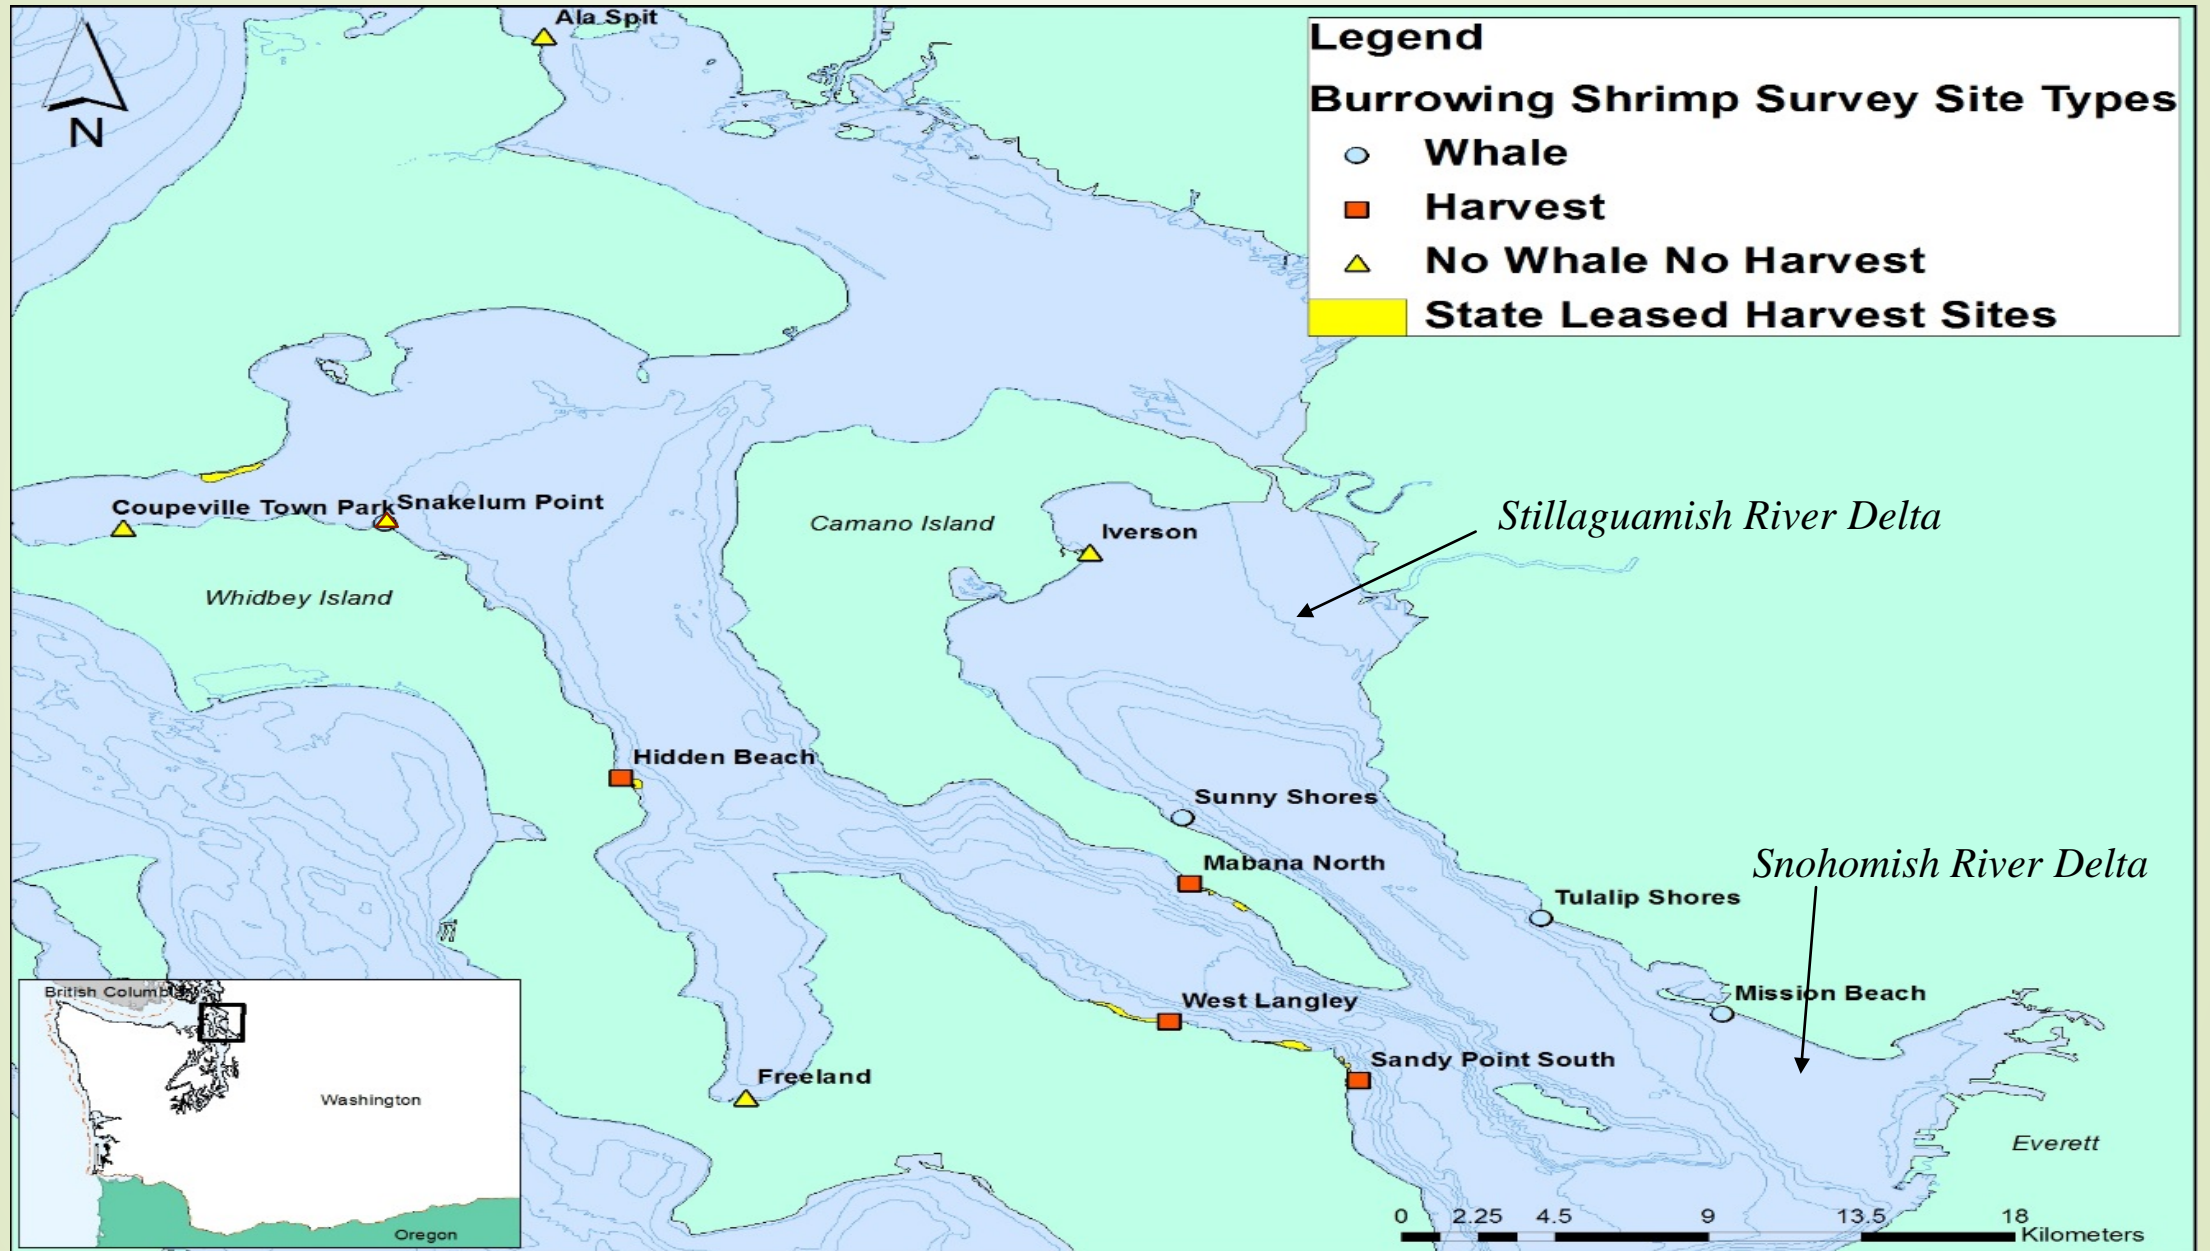 Ala Spit
N
Legend
Burrowing Shrimp Survey Site Types
Whale
Harvest
No Whale No Harvest
State Leased Harvest Sites
Coupeville Town Park
Snakelum Point
Camano Island
Iverson
Stillaguamish River Delta
Whidbey Island
Hidden Beach
Sunny Shores
Mabana North
Tulalip Shores
Snohomish River Delta
West Langley
Mission Beach
Sandy Point South
Freeland
Everett
British Columbia
Washington
Oregon
0 2.25 4.5 9 13.5 18
Kilometers